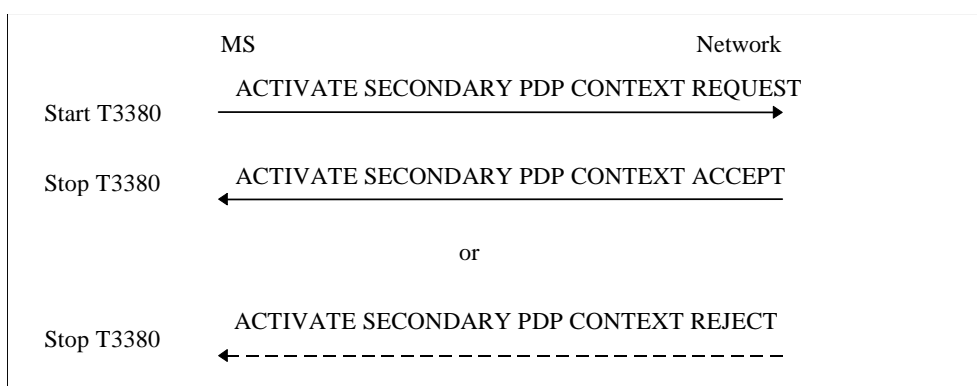 MS Network
ACTIVATE SECONDARY PDP CONTEXT REQUEST
Start T3380
ACTIVATE SECONDARY PDP CONTEXT ACCEPT
Stop T3380
or
ACTIVATE SECONDARY PDP CONTEXT REJECT
Stop T3380